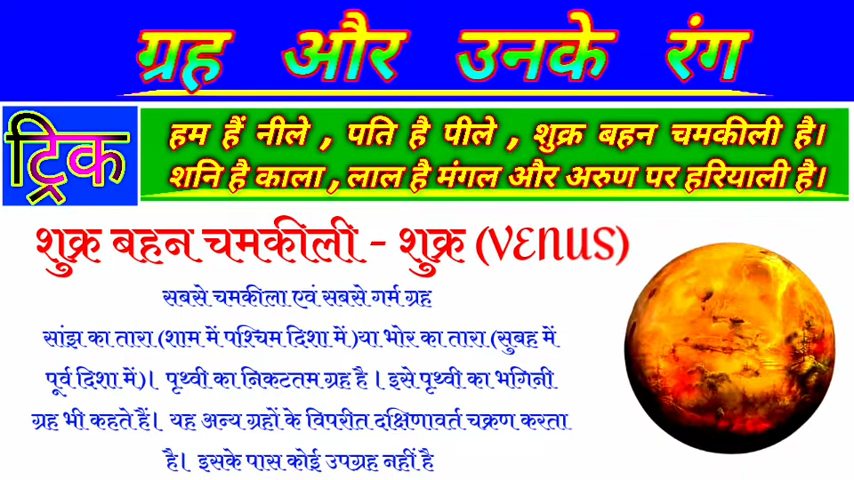 ग्रह और उनके रंग
ट्रिक
हम हैं नीले , पति है पीले , शुक्र बहन चमकीली है।
शनि है काला , लाल है मंगल और अरुण पर हरियाली है।
शुक्र बहन चमकीली - शुक्र (VENUS)
सबसे चमकीला एवं सबसे गर्म ग्रह
सांझ का तारा (शाम में पश्चिम दिशा में )या भोर का तारा (सुबह में
पूर्व दिशा में)। पृथ्वी का निकटतम ग्रह है । इसे पृथ्वी का भगिनी
ग्रह भी कहते हैं। यह अन्य ग्रहों के विपरीत दक्षिणावर्त चक्रण करता
है। इसके पास कोई उपग्रह नहीं है